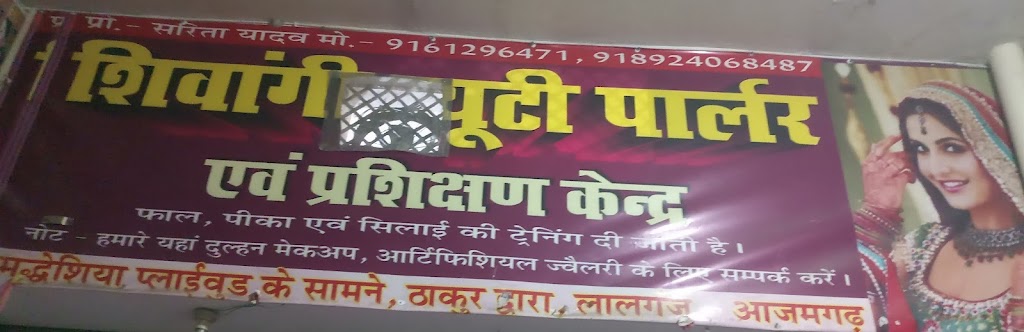 प्रो.- सरिता यादव मो.- 9161296471, 918924068487
शिवांगी ब्यूटी पार्लर
एवं प्रशिक्षण केन्द्र
फाल, पीका एवं सिलाई की ट्रेनिंग दी जाती है।
नोट - हमारे यहां दुल्हन मेकअप, आर्टिफिशियल ज्वैलरी के लिए सम्पर्क करें।
मद्धेशिया प्लाईवुड के सामने, ठाकुर द्वारा, लालगंज, आजमगढ़